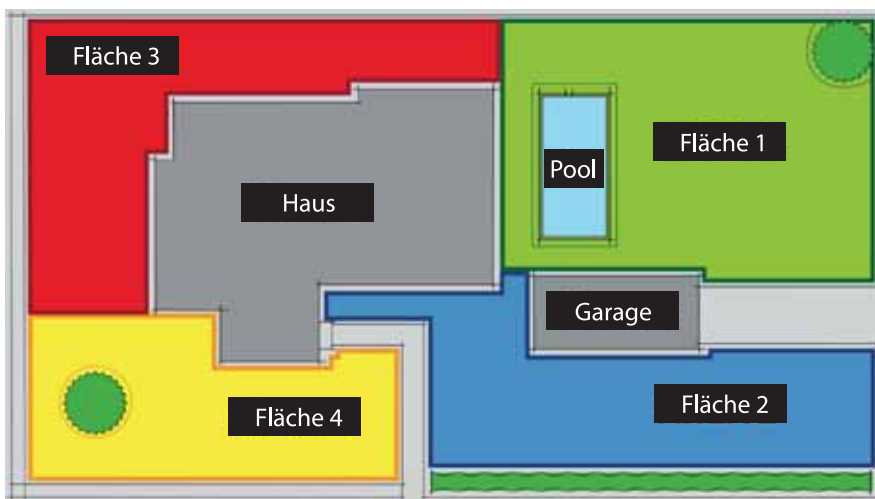 Fläche 3
Fläche 1
Pool
Haus
Garage
Fläche 2
Fläche 4